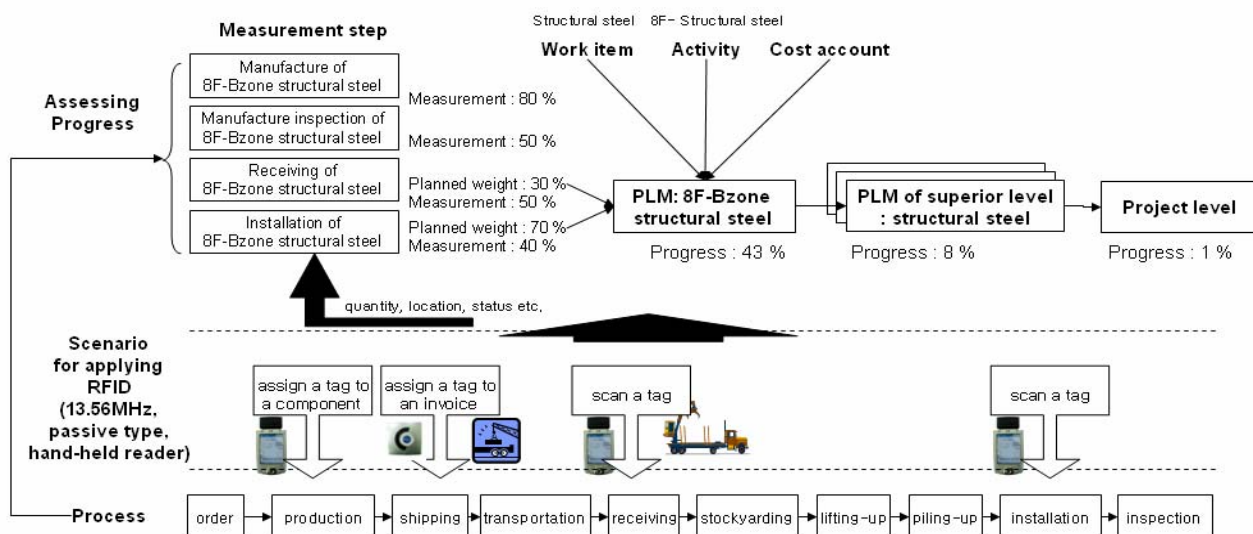 Structural steel 8F- Structural steel
Measurement step
Work item Activity Cost account
Manufacture of
8F-Bzone structural steel
Measurement : 80 %
Assessing
Progress
Manufacture inspection of
8F-Bzone structural steel
Measurement : 50 %
Receiving of
8F-Bzone structural steel
Planned weight : 30 %
Measurement : 50 %
Installation of
8F-Bzone structural steel
Planned weight : 70 %
Measurement : 40 %
PLM: 8F-Bzone
structural steel
Progress : 43 %
PLM of superior level
: structural steel
Progress : 8 %
Project level
Progress : 1 %
quantity, location, status etc.
Scenario
for applying
RFID
(13.56MHz,
passive type,
hand-held reader)
assign a tag to
a component
assign a tag to
an invoice
scan a tag
scan a tag
Process
order
production
shipping
transportation
receiving
stockyarding
lifting-up
piling-up
installation
inspection